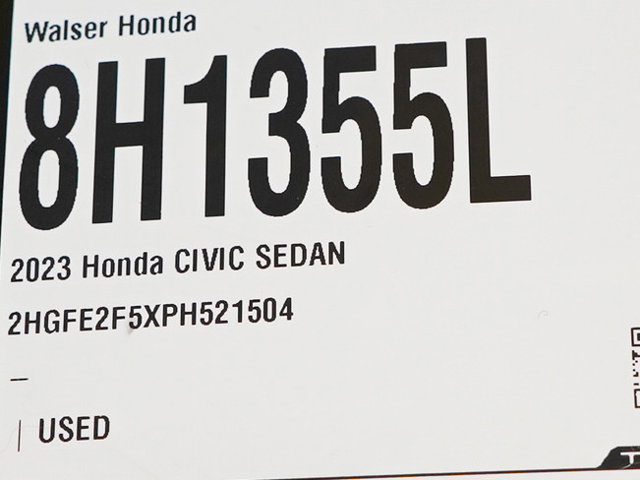 Walser Honda
8H1355L
2023 Honda CIVIC SEDAN
2HGFE2F5XPH521504
–
| USED